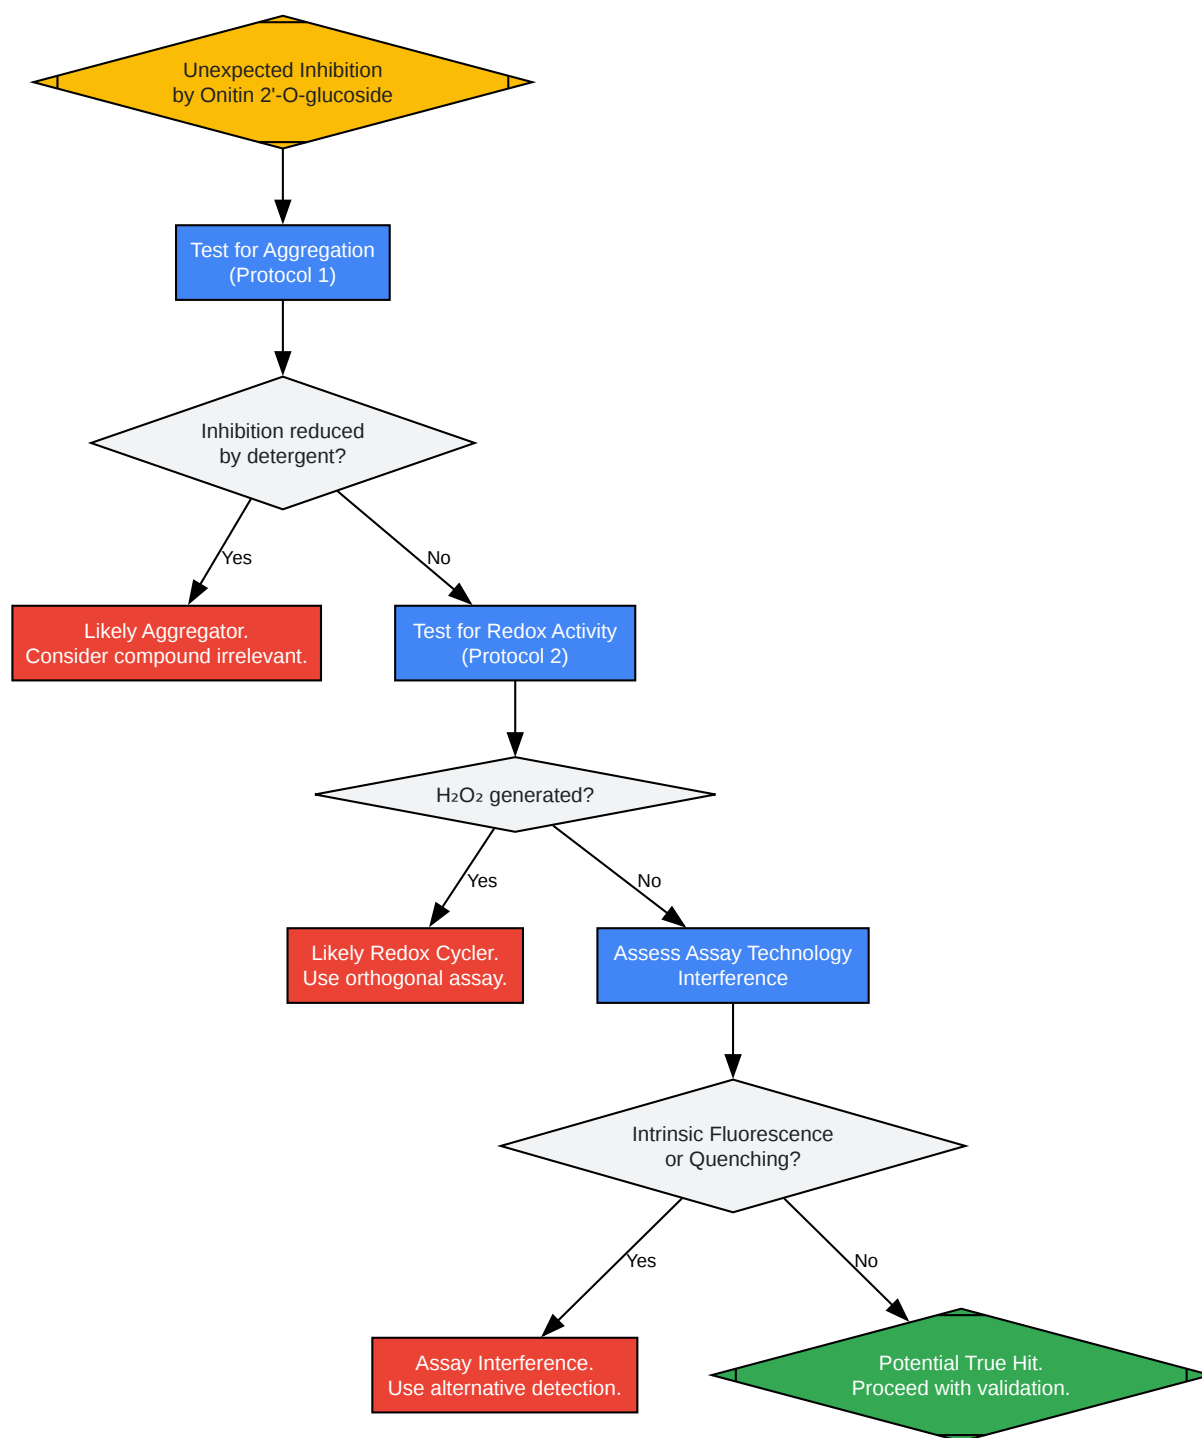 Unexpected Inhibition
by Onitin 2'-O-glucoside
Test for Aggregation
(Protocol 1)
Inhibition reduced
by detergent?
Yes
No
Likely Aggregator.
Consider compound irrelevant.
Test for Redox Activity
(Protocol 2)
H₂O₂ generated?
Yes
No
Likely Redox Cycler.
Use orthogonal assay.
Assess Assay Technology
Interference
Intrinsic Fluorescence
or Quenching?
Yes
No
Assay Interference.
Use alternative detection.
Potential True Hit.
Proceed with validation.